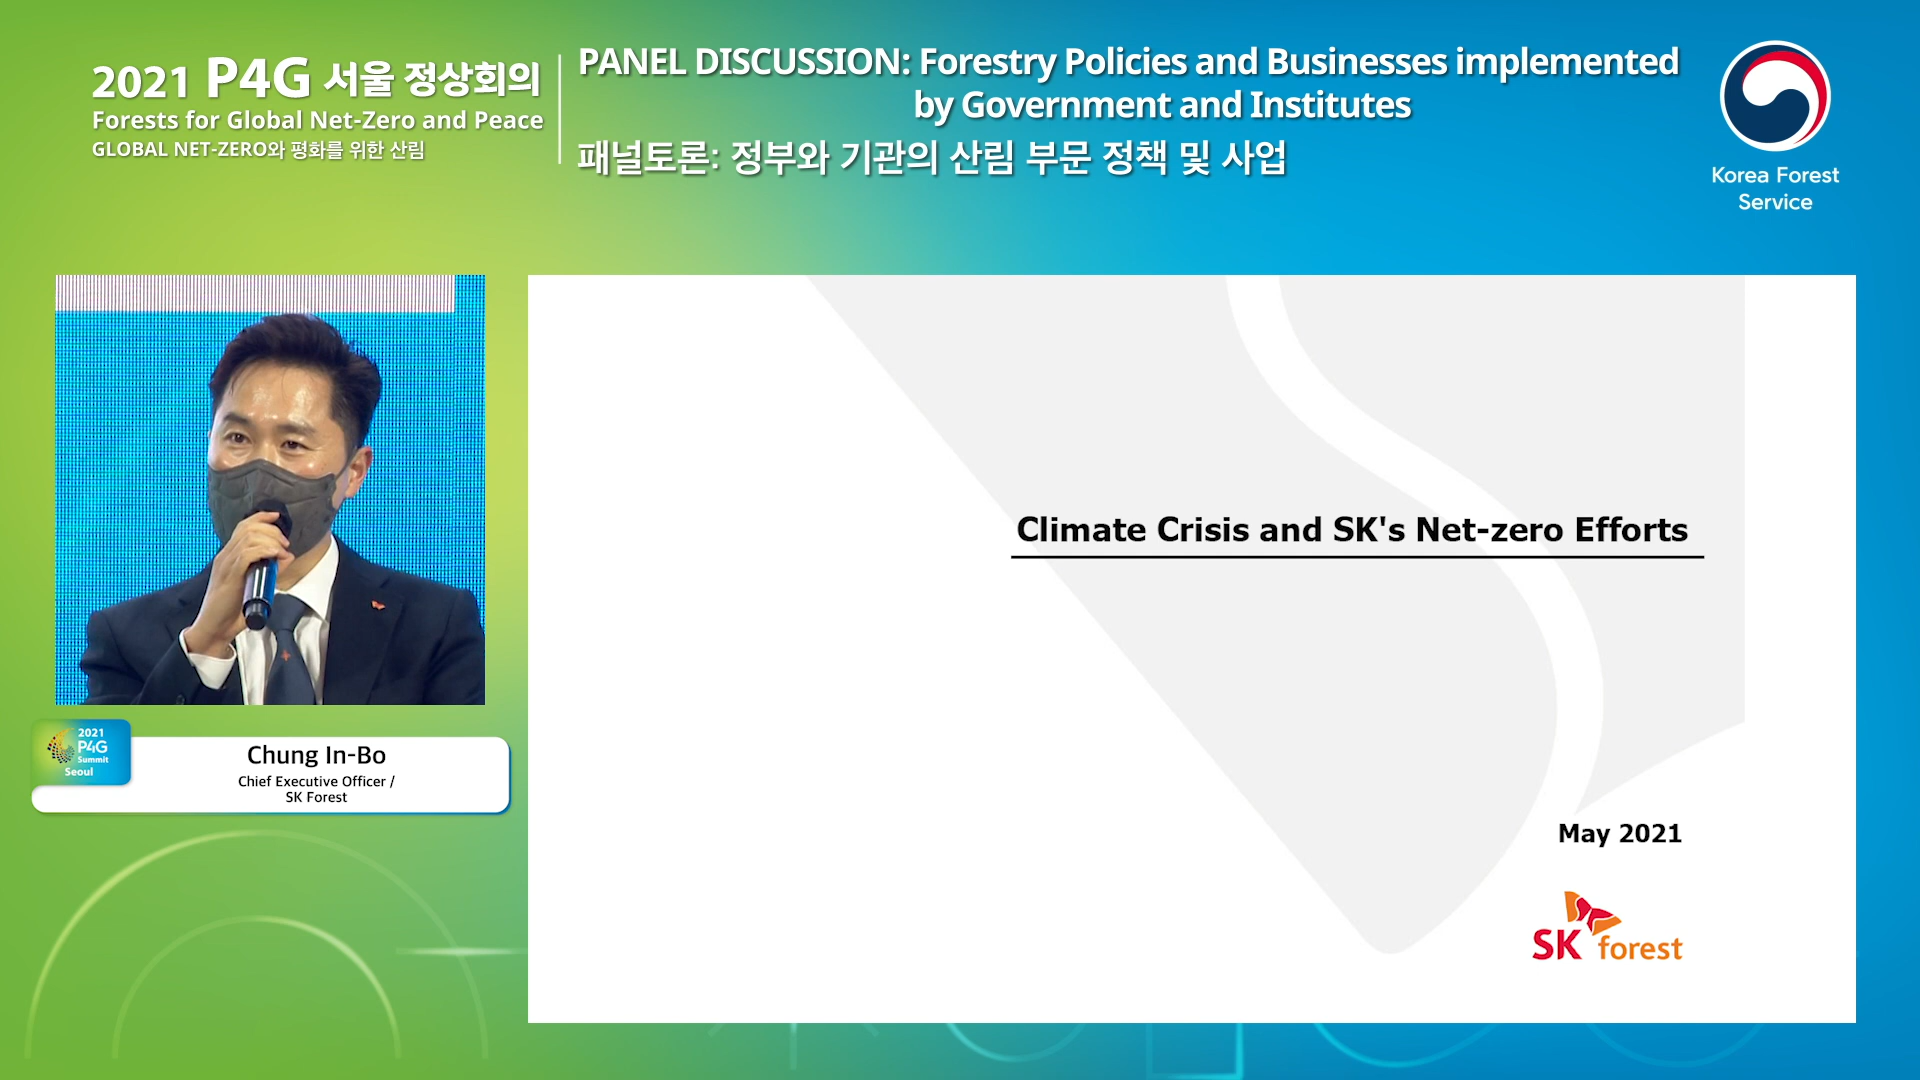 2021 P4G 서울 정상회의
Forests for Global Net-Zero and Peace
GLOBAL NET-ZERO와 평화를 위한 산림
PANEL DISCUSSION: Forestry Policies and Businesses implemented
by Government and Institutes
패널토론: 정부와 기관의 산림 부문 정책 및 사업
Korea Forest
Service
Climate Crisis and SK's Net-zero Efforts
May 2021
SK forest
2021
P4G
Summit
Seoul
Chung In-Bo
Chief Executive Officer /
SK Forest